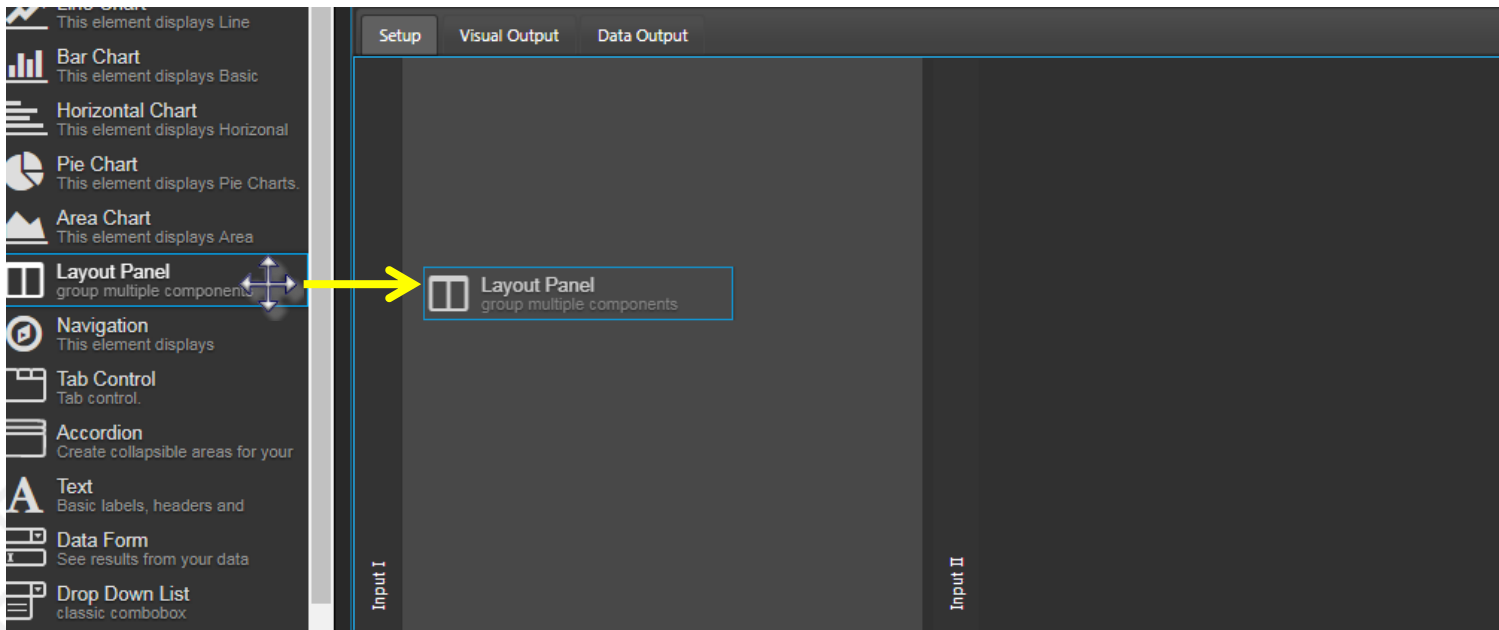 Line Chart
This element displays Line
Bar Chart
This element displays Basic
Horizontal Chart
This element displays Horizonal
Pie Chart
This element displays Pie Charts.
Area Chart
This element displays Area
Layout Panel
group multiple components
Navigation
This element displays
Tab Control
Tab control.
Accordion
Create collapsible areas for your
Text
Basic labels, headers and
Data Form
See results from your data
Drop Down List
classic combobox
Setup
Visual Output
Data Output
Layout Panel
group multiple components
Input I
Input II